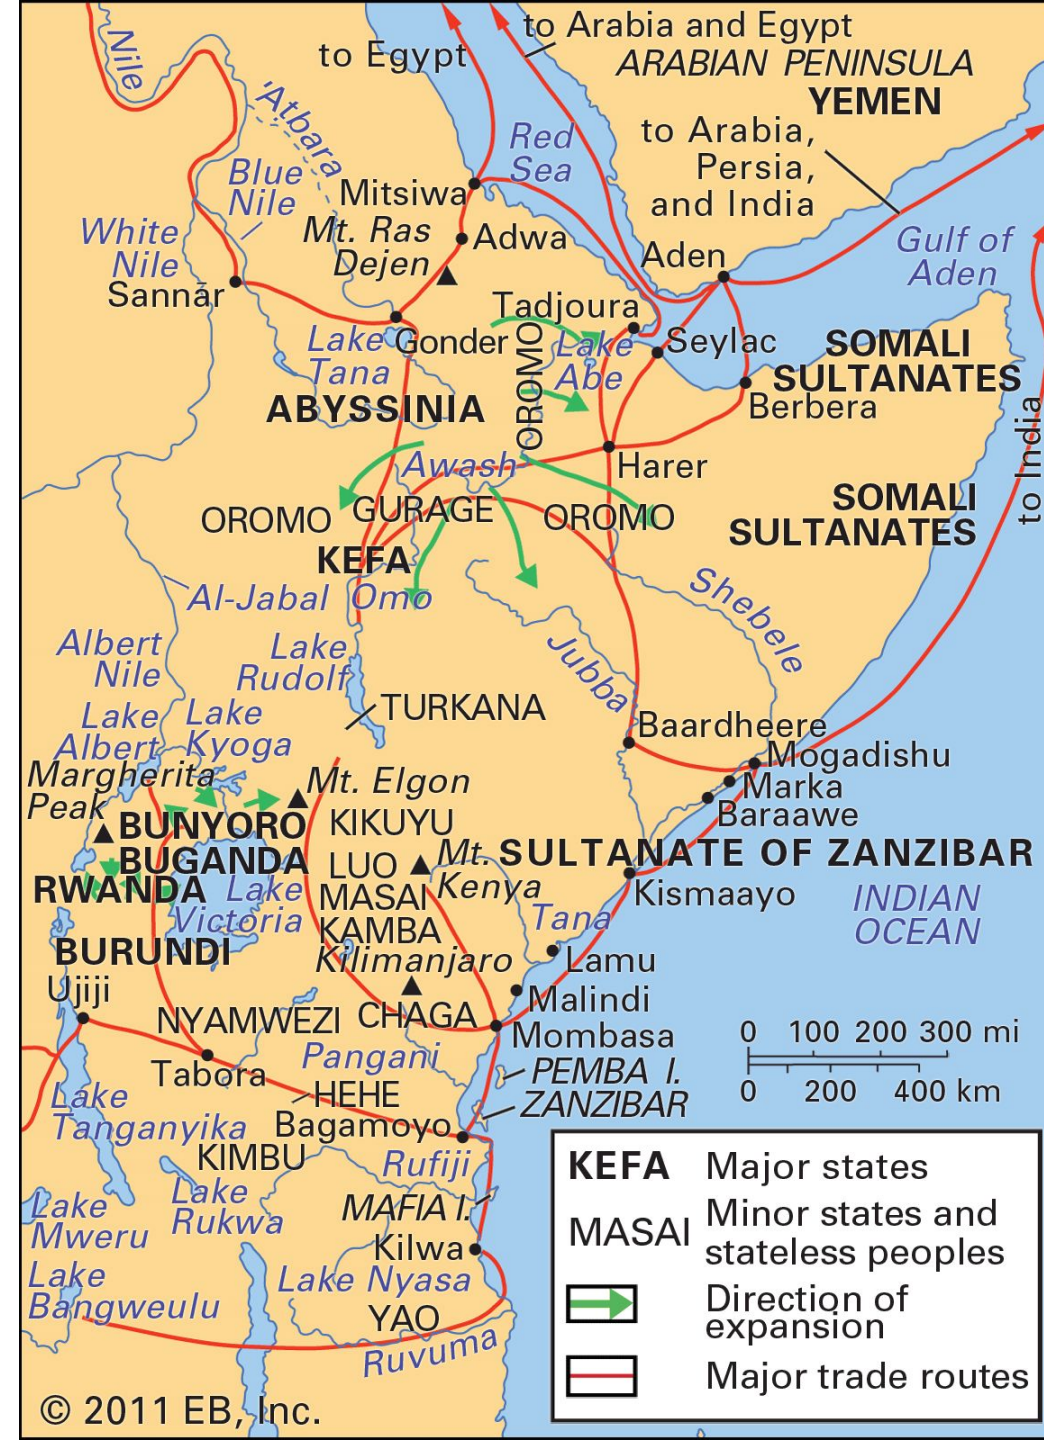 Nile
to Egypt
to Arabia and Egypt
ARABIAN PENINSULA
YEMEN
'Atbara
Red
Sea
to Arabia,
Persia,
and India
Blue
Nile
Mitsiwa
White
Nile
Mt. Ras
Dejen
Adwa
Aden
Gulf of
Aden
Sannār
Tadjoura
Lake
Tana
Gonder
OROMO
Lake
Abe
Seylac
SOMALI
SULTANATES
ABYSSINIA
Berbera
to India
Awash
Harer
OROMO
GURAGE
OROMO
SOMALI
SULTANATES
KEFA
Al-Jabal
Omo
Shebele
Albert
Nile
Lake
Rudolf
Jubba
Lake
Albert
Lake
Kyoga
TURKANA
Baardheere
Margherita
Peak
Mt. Elgon
Mogadishu
Marka
Baraawe
BUNYORO
KIKUYU
BUGANDA
LUO
Mt.
Kenya
SULTANATE OF ZANZIBAR
RWANDA
Lake
Victoria
MASAI
Kismaayo
INDIAN
OCEAN
KAMBA
Tana
BURUNDI
Kilimanjaro
Lamu
Ujiji
Malindi
NYAMWEZI
CHAGA
Mombasa
0 100 200 300 mi
0 200 400 km
Tabora
Pangani
PEMBA I.
Lake
Tanganyika
HEHE
ZANZIBAR
Bagamoyo
KIMBU
Rufiji
Lake
Rukwa
Lake
Mweru
MAFIA I.
Kilwa
Lake
Bangweulu
Lake Nyasa
YAO
Ruvuma
KEFA Major states
MASAI Minor states and
stateless peoples
Direction of
expansion
Major trade routes
© 2011 EB, Inc.